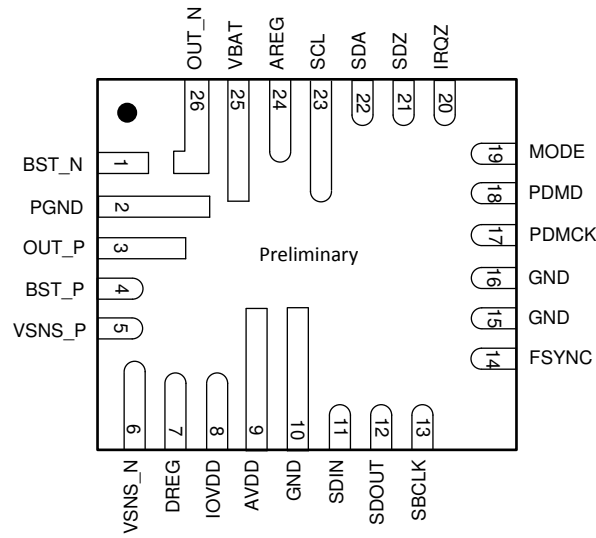 OUT_N
VBAT
AREG
SCL
SDA
SDZ
IRQZ
26
25
24
23
22
21
20
BST_N 1
PGND 2
OUT_P 3
BST_P 4
VSNS_P 5
Preliminary
19 MODE
18 PDMD
17 PDMCK
16 GND
15 GND
14 FSYNC
6
7
8
9
10
11
12
13
VSNS_N
DREG
IOVDD
AVDD
GND
SDIN
SDOUT
SBCLK